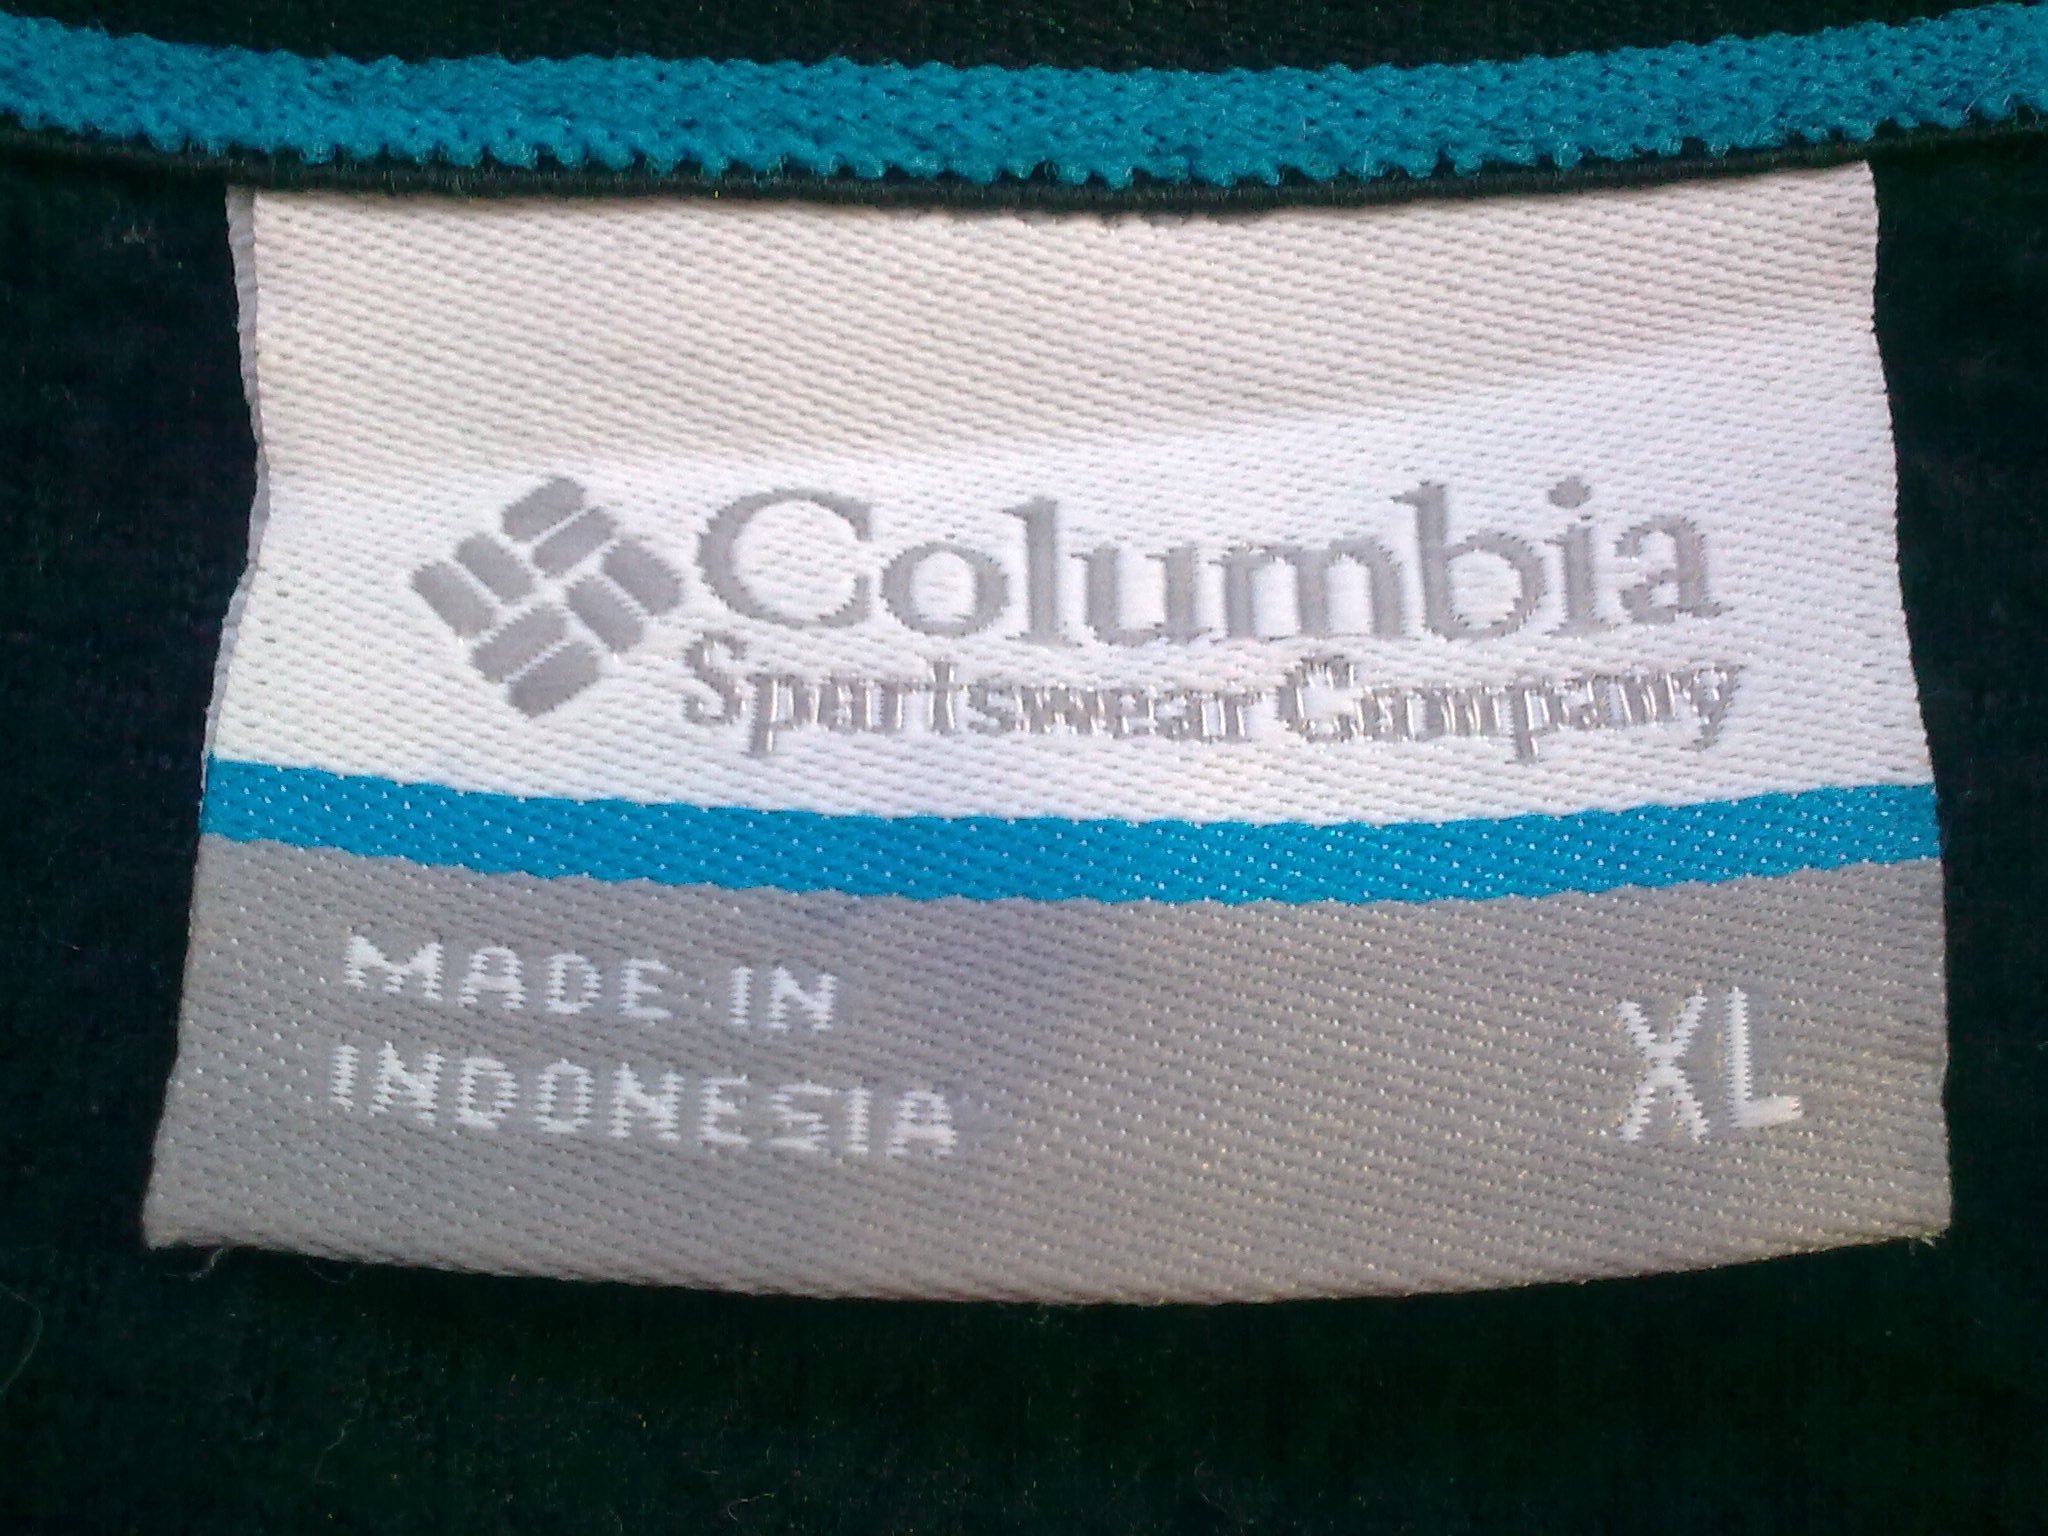 Columbia
Sportswear Company
MADE IN
INDONESIA
XL